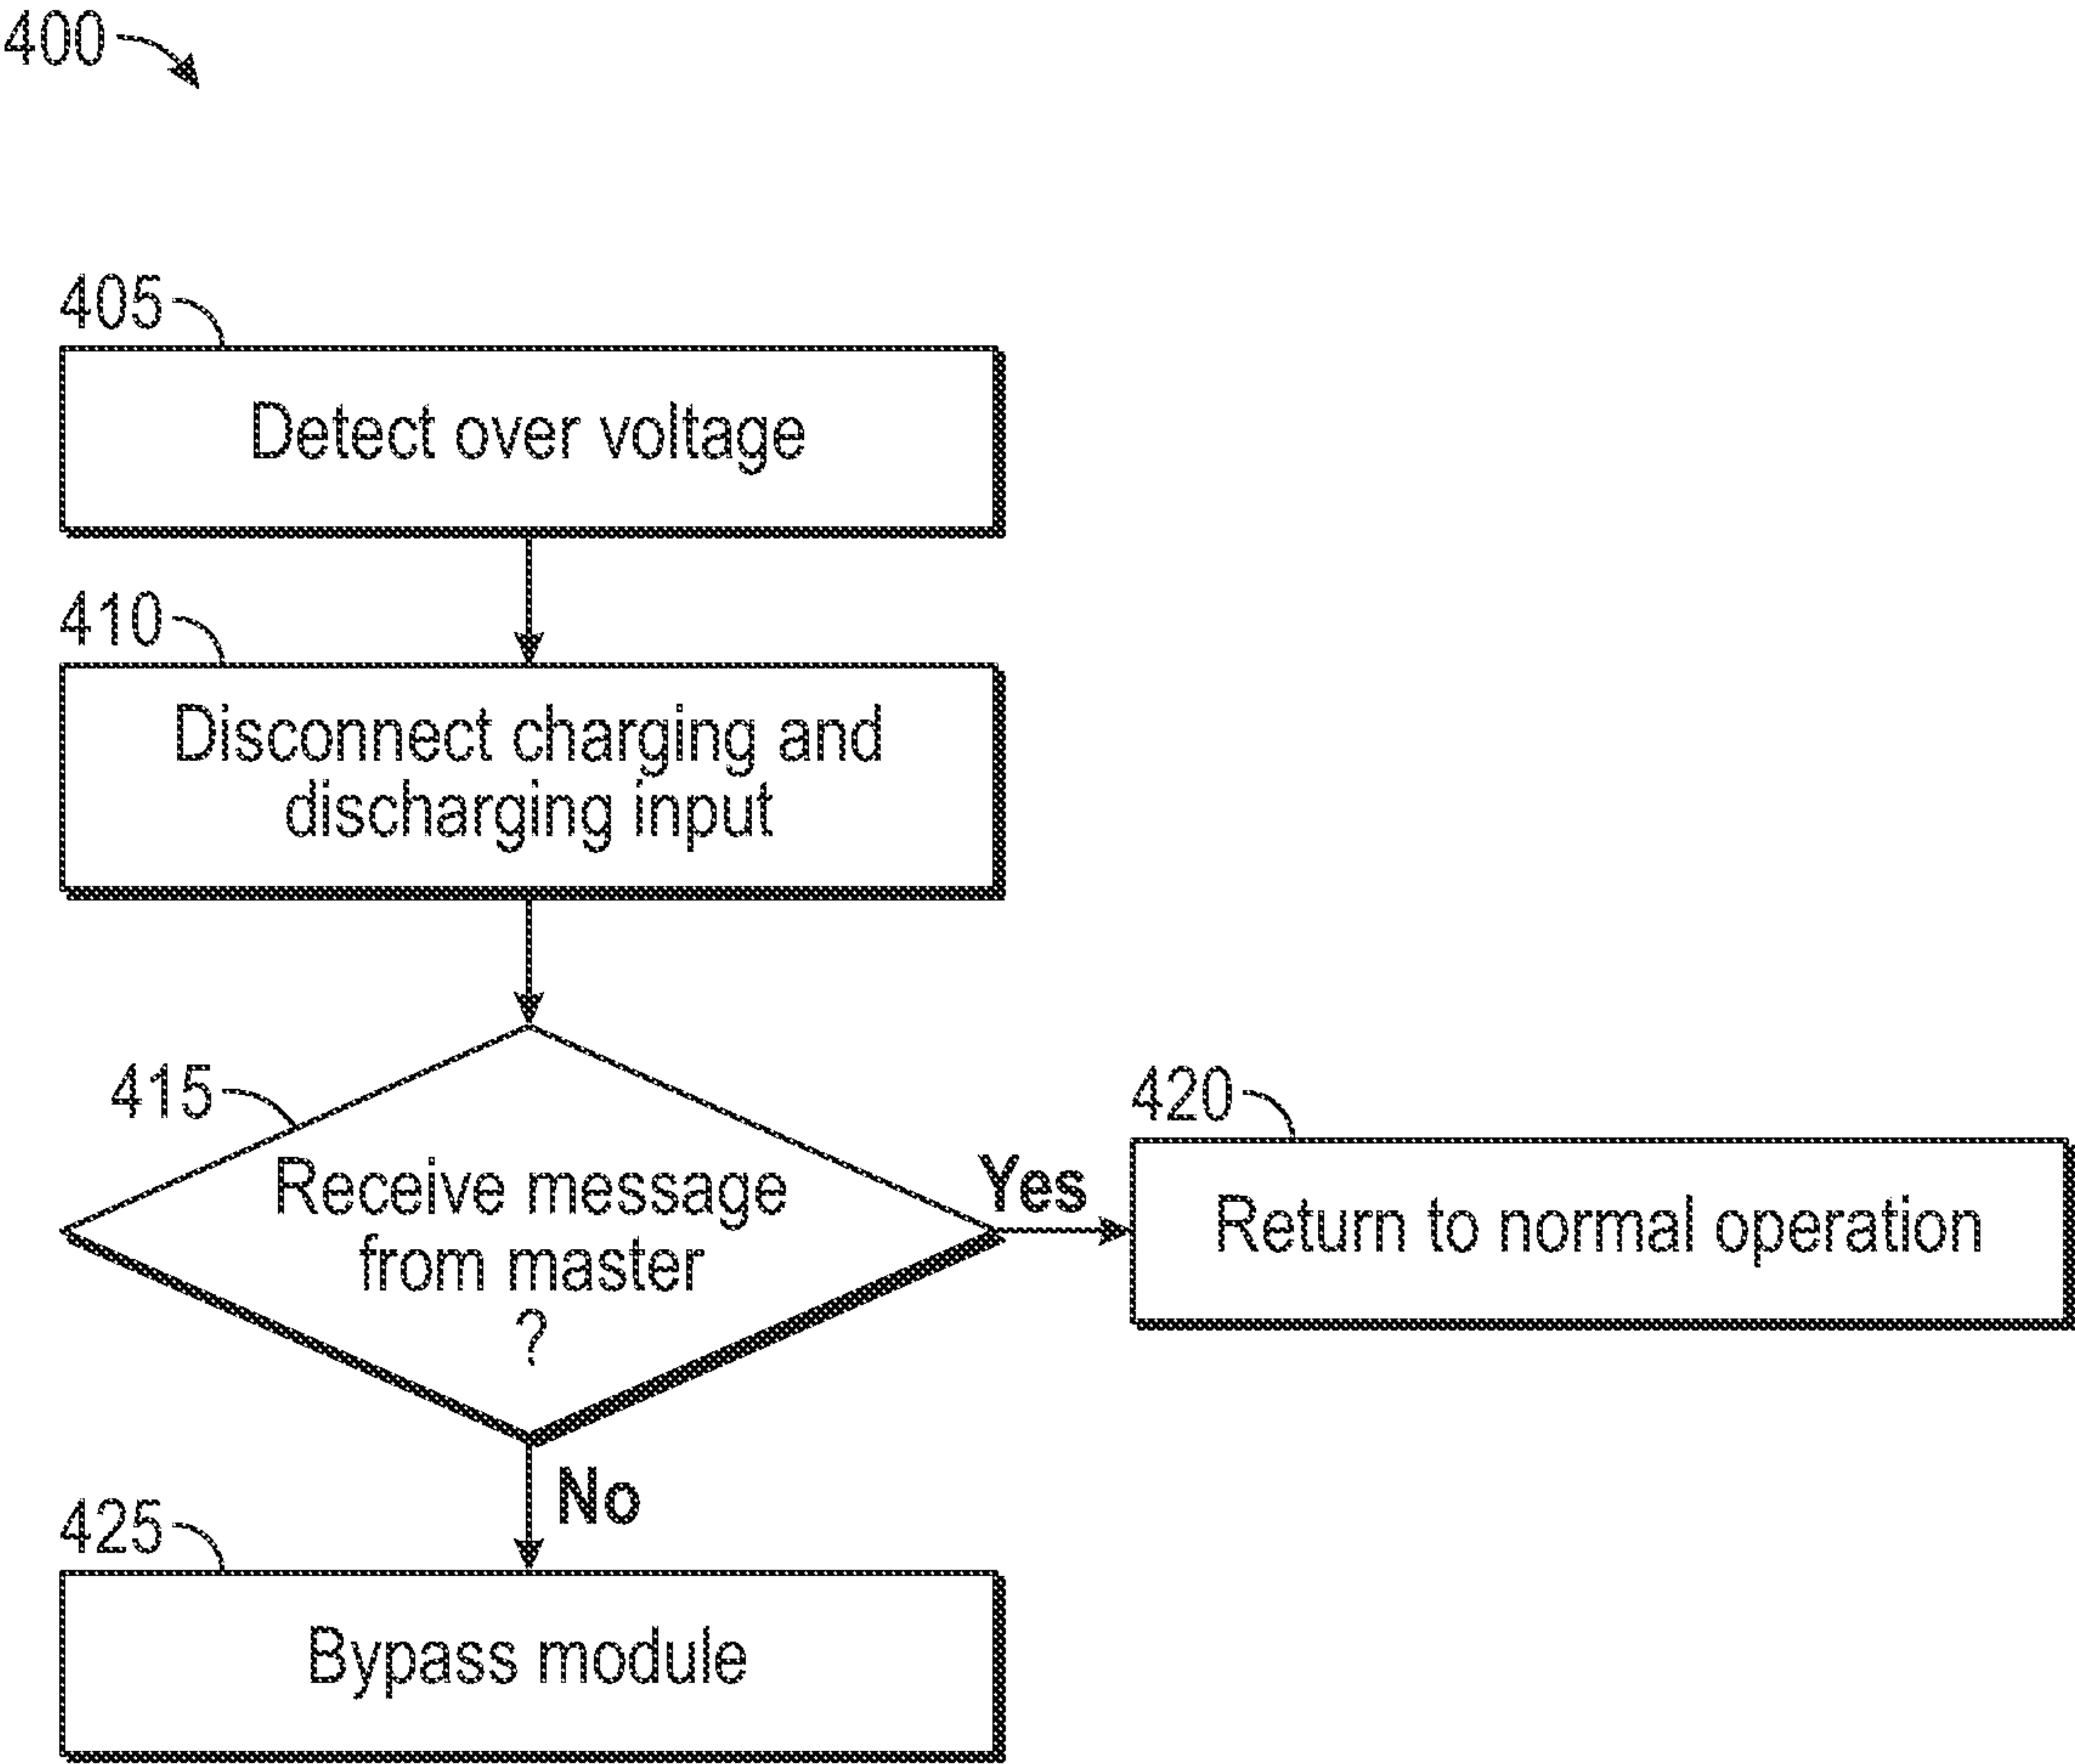 400
405
Detect over voltage
410
Disconnect charging and
discharging input
415
Receive message
from master
?
Yes
420
Return to normal operation
No
425
Bypass module